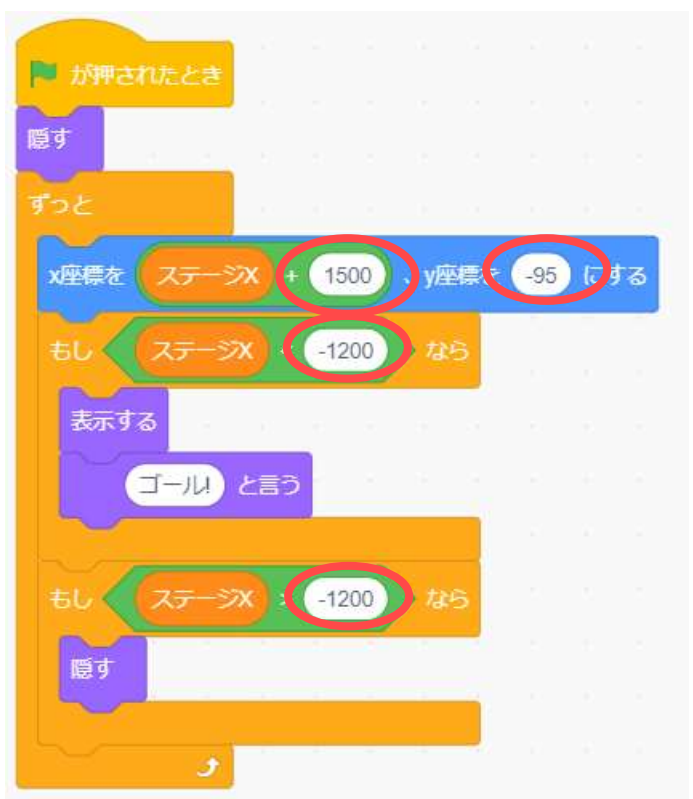 が押されたとき
隠す
ずっと
x座標を ステージX + 1500 、y座標を -95 にする
もし ステージX < -1200 なら
表示する
ゴール! と言う
もし ステージX > -1200 なら
隠す